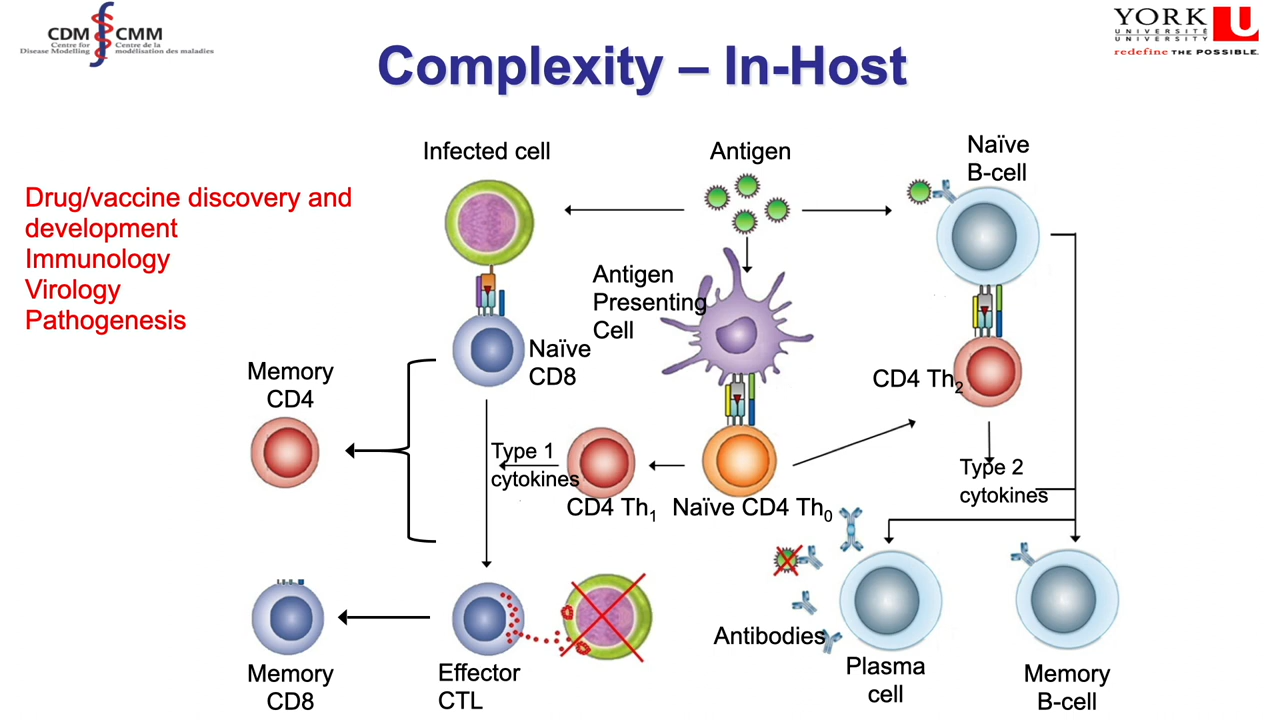 CDM CMM
Centre for Centre de la
Disease Modelling modélisation des maladies
YORK U
UNIVERSITÉ
UNIVERSITY
redefine THE POSSIBLE.
Complexity – In-Host
Drug/vaccine discovery and
development
Immunology
Virology
Pathogenesis
Infected cell
Antigen
Naïve
B-cell
Antigen
Presenting
Cell
Naïve
CD8
Memory
CD4
CD4 Th2
Type 1
cytokines
Type 2
cytokines
CD4 Th1
Naïve CD4 Th0
Antibodies
Plasma
cell
Memory
B-cell
Effector
CTL
Memory
CD8